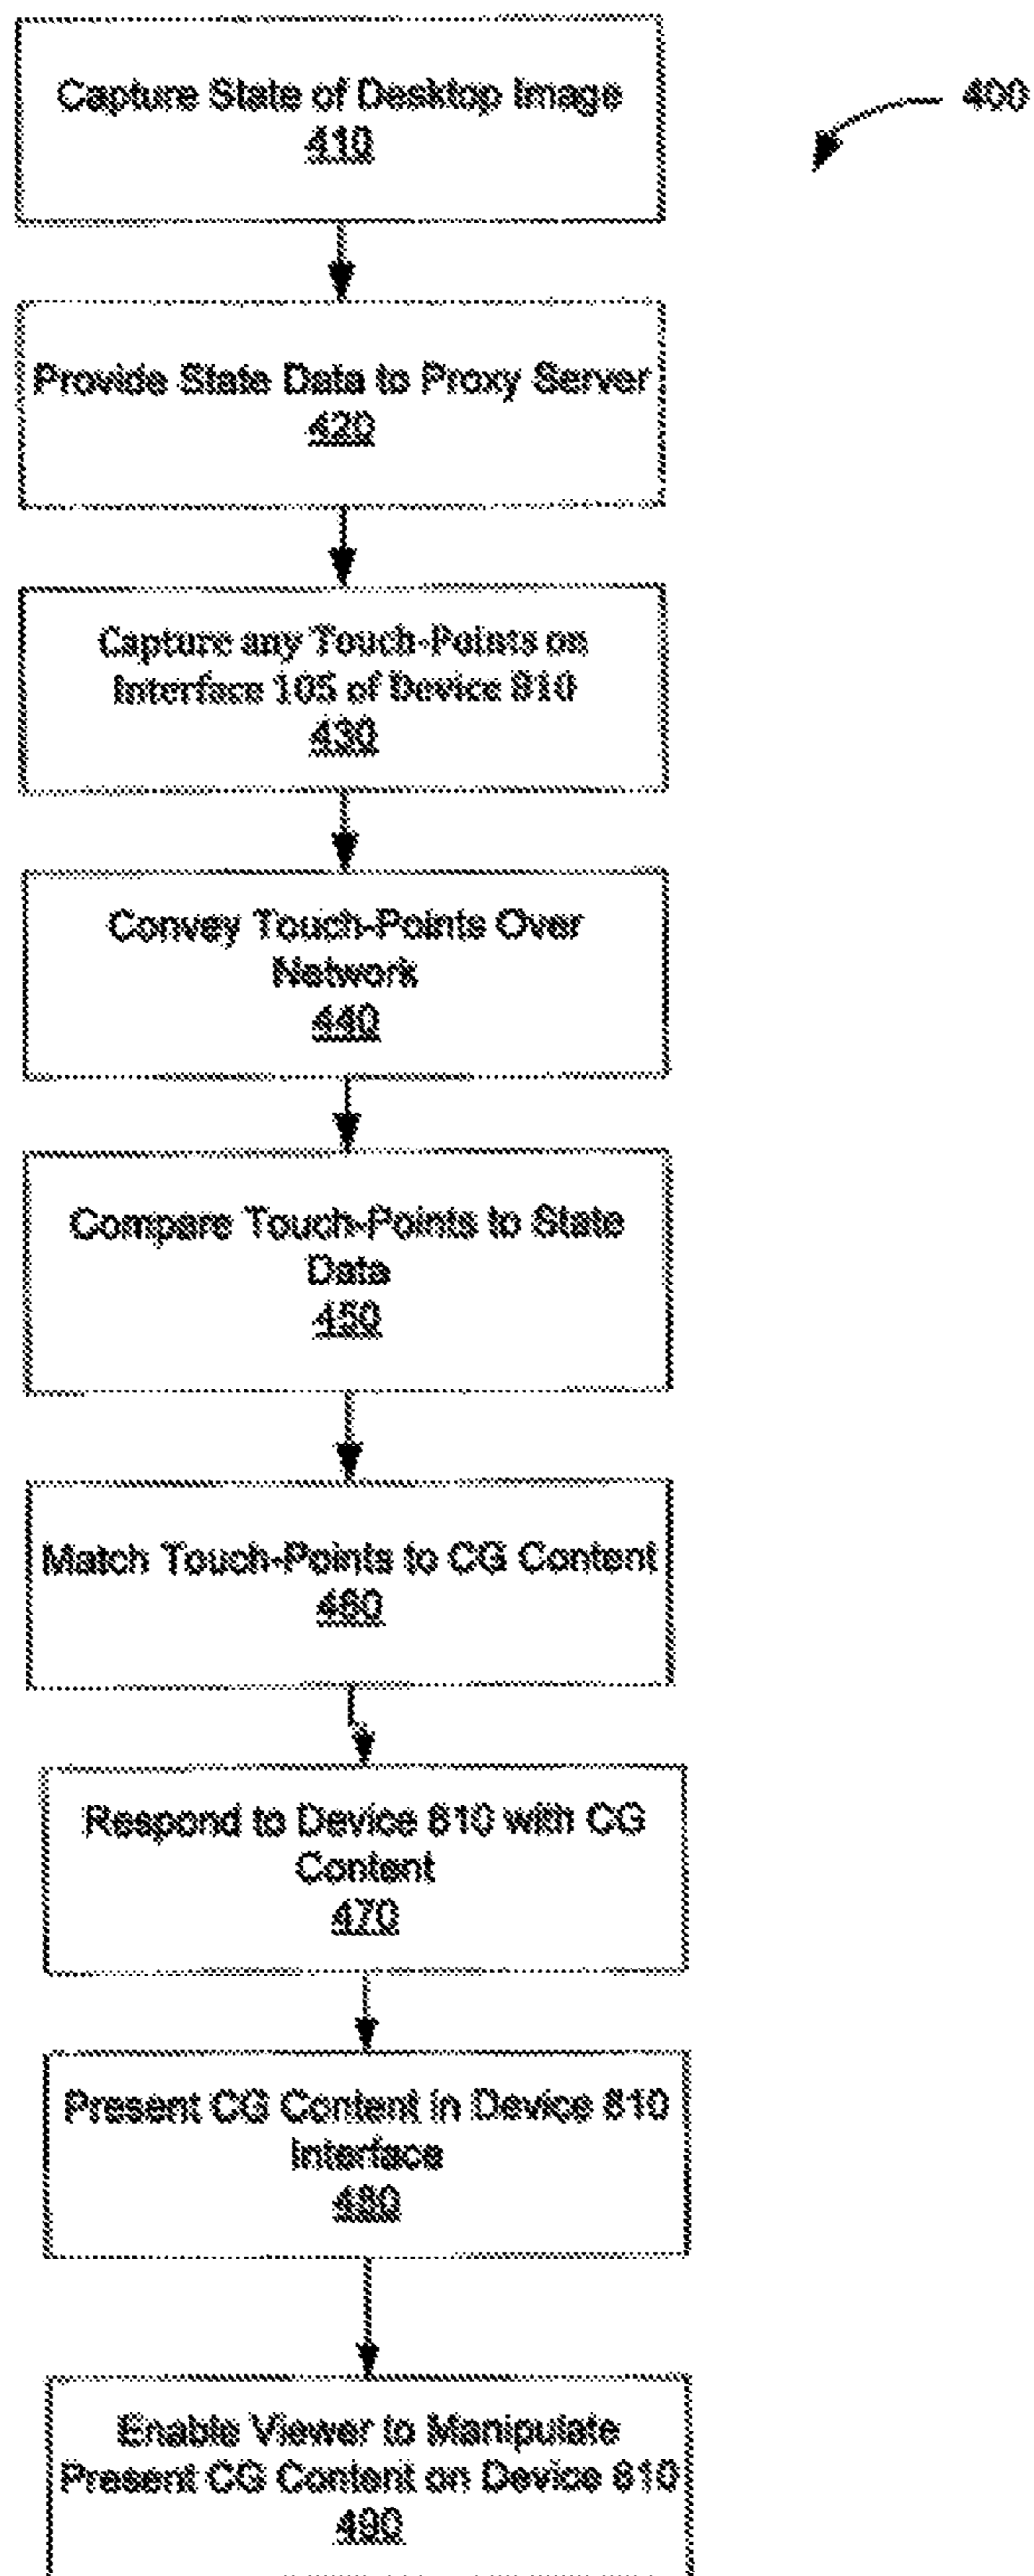 Capture State of Desktop Image
410
400
Provide State Data to Proxy Server
420
Capture any Touch-Points on
Interface 105 of Device 810
430
Convey Touch-Points Over
Network
440
Compare Touch-Points to State
Data
450
Match Touch-Points to CG Content
460
Respond to Device 810 with CG
Content
470
Present CG Content in Device 810
Interface
480
Enable Viewer to Manipulate
Present CG Content on Device 810
490